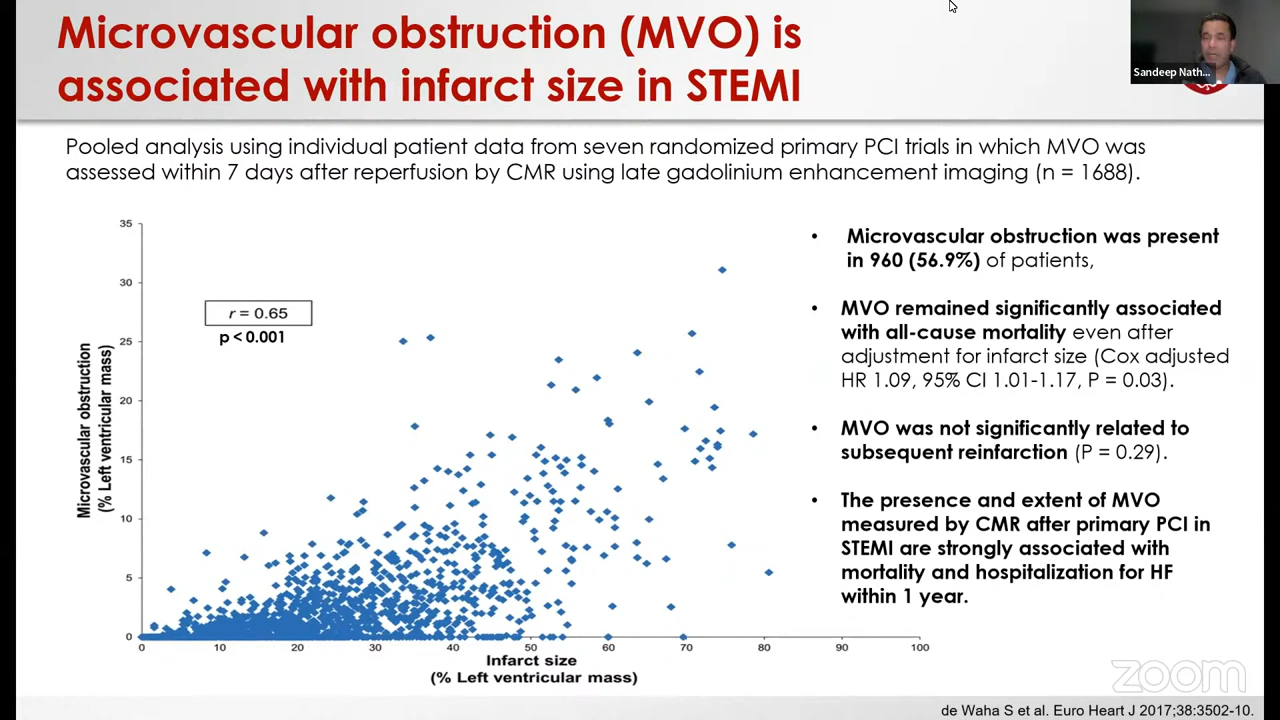 Microvascular obstruction (MVO) is
associated with infarct size in STEMI
Sandeep Nath...
Pooled analysis using individual patient data from seven randomized primary PCI trials in which MVO was
assessed within 7 days after reperfusion by CMR using late gadolinium enhancement imaging (n = 1688).
35
30
25
20
15
10
5
0
Microvascular obstruction
(% Left ventricular mass)
r = 0.65
p < 0.001
0 10 20 30 40 50 60 70 80 90 100
Infarct size
(% Left ventricular mass)
• Microvascular obstruction was present
in 960 (56.9%) of patients,
• MVO remained significantly associated
with all-cause mortality even after
adjustment for infarct size (Cox adjusted
HR 1.09, 95% CI 1.01-1.17, P = 0.03).
• MVO was not significantly related to
subsequent reinfarction (P = 0.29).
• The presence and extent of MVO
measured by CMR after primary PCI in
STEMI are strongly associated with
mortality and hospitalization for HF
within 1 year.
zoom
de Waha S et al. Euro Heart J 2017;38:3502-10.